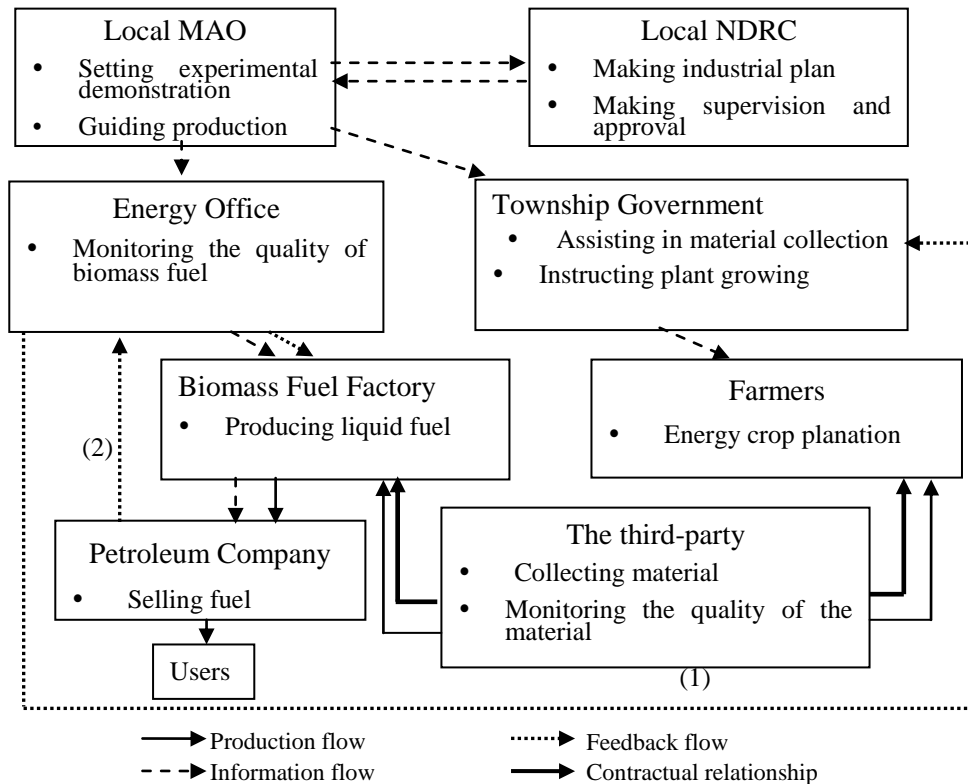 Local MAO
• Setting experimental
demonstration
• Guiding production
Local NDRC
• Making industrial plan
• Making supervision and
approval
Energy Office
• Monitoring the quality of
biomass fuel
Township Government
• Assisting in material collection
• Instructing plant growing
Biomass Fuel Factory
• Producing liquid fuel
Farmers
• Energy crop planation
(2)
Petroleum Company
• Selling fuel
The third-party
• Collecting material
• Monitoring the quality of the
material
Users
(1)
Production flow
Feedback flow
Information flow
Contractual relationship